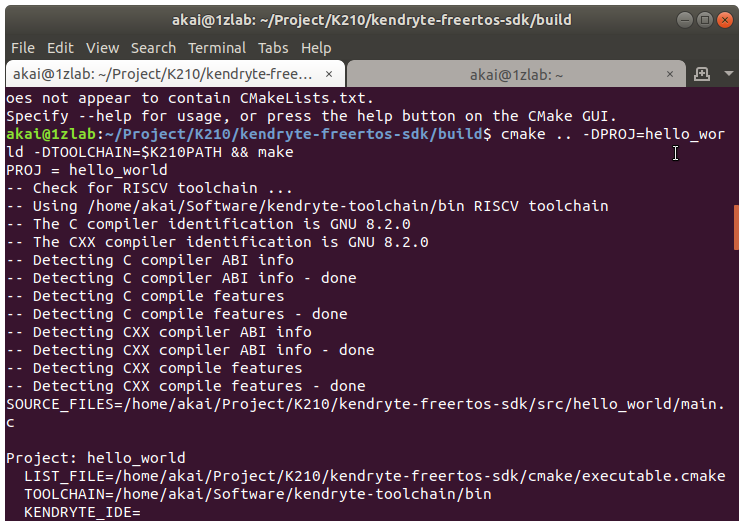 akai@1zlab: ~/Project/K210/kendryte-freertos-sdk/build
File Edit View Search Terminal Tabs Help
akai@1zlab: ~/Project/K210/kendryte-free... × akai@1zlab: ~ ×
oes not appear to contain CMakeLists.txt.
Specify --help for usage, or press the help button on the CMake GUI.
akai@1zlab:~/Project/K210/kendryte-freertos-sdk/build$ cmake .. -DPROJ=hello_wor
ld -DTOOLCHAIN=$K210PATH && make
PROJ = hello_world
-- Check for RISCV toolchain ...
-- Using /home/akai/Software/kendryte-toolchain/bin RISCV toolchain
-- The C compiler identification is GNU 8.2.0
-- The CXX compiler identification is GNU 8.2.0
-- Detecting C compiler ABI info
-- Detecting C compiler ABI info - done
-- Detecting C compile features
-- Detecting C compile features - done
-- Detecting CXX compiler ABI info
-- Detecting CXX compiler ABI info - done
-- Detecting CXX compile features
-- Detecting CXX compile features - done
SOURCE_FILES=/home/akai/Project/K210/kendryte-freertos-sdk/src/hello_world/main.
c
Project: hello_world
LIST_FILE=/home/akai/Project/K210/kendryte-freertos-sdk/cmake/executable.cmake
TOOLCHAIN=/home/akai/Software/kendryte-toolchain/bin
KENDRYTE_IDE=